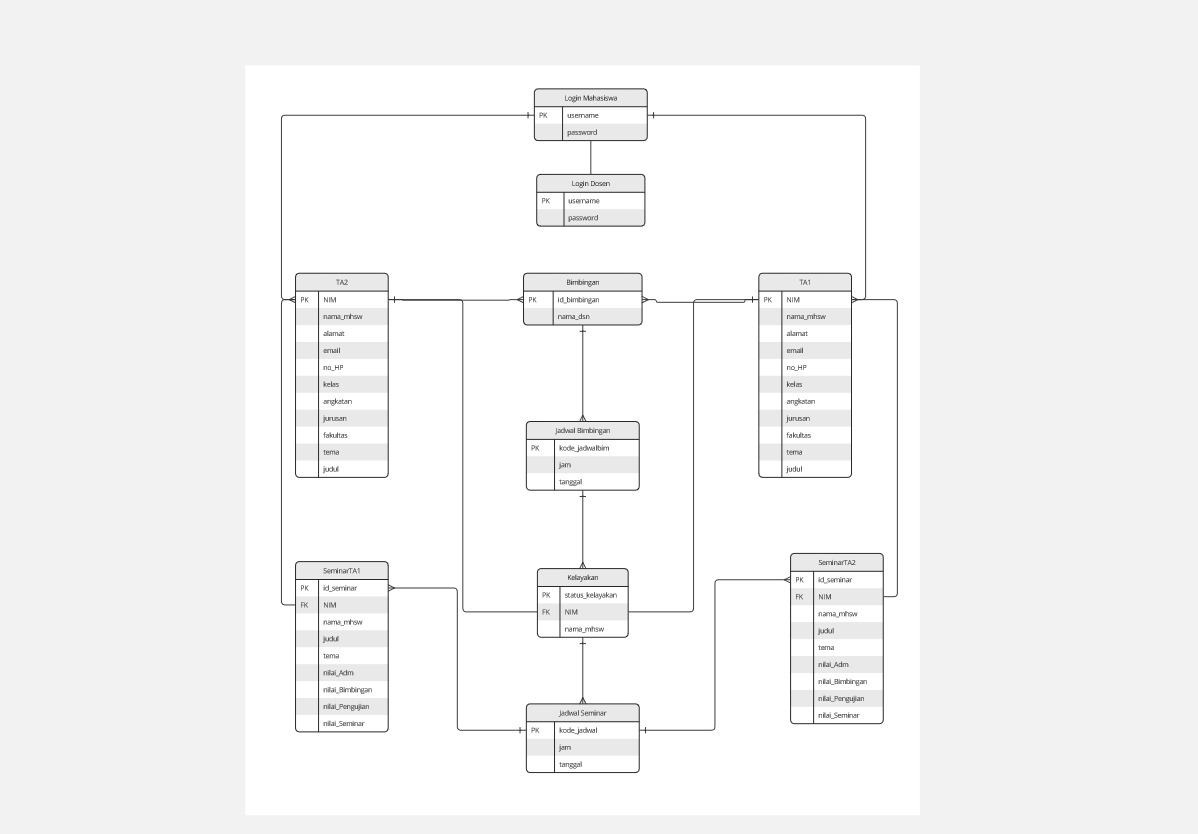 Login Mahasiswa
PK username
password
Login Dosen
PK username
password
TA2
PK NIM
nama_mhsw
alamat
email
no_HP
kelas
angkatan
jurusan
fakultas
tema
judul
Bimbingan
PK id_bimbingan
nama_dsn
TA1
PK NIM
nama_mhsw
alamat
email
no_HP
kelas
angkatan
jurusan
fakultas
tema
judul
Jadwal Bimbingan
PK kode_jadwalbim
jam
tanggal
SeminarTA1
PK id_seminar
FK NIM
nama_mhsw
judul
tema
nilai_Adm
nilai_Bimbingan
nilai_Pengujian
nilai_Seminar
Kelayakan
PK status_kelayakan
FK NIM
nama_mhsw
SeminarTA2
PK id_seminar
FK NIM
nama_mhsw
judul
tema
nilai_Adm
nilai_Bimbingan
nilai_Pengujian
nilai_Seminar
Jadwal Seminar
PK kode_jadwal
jam
tanggal